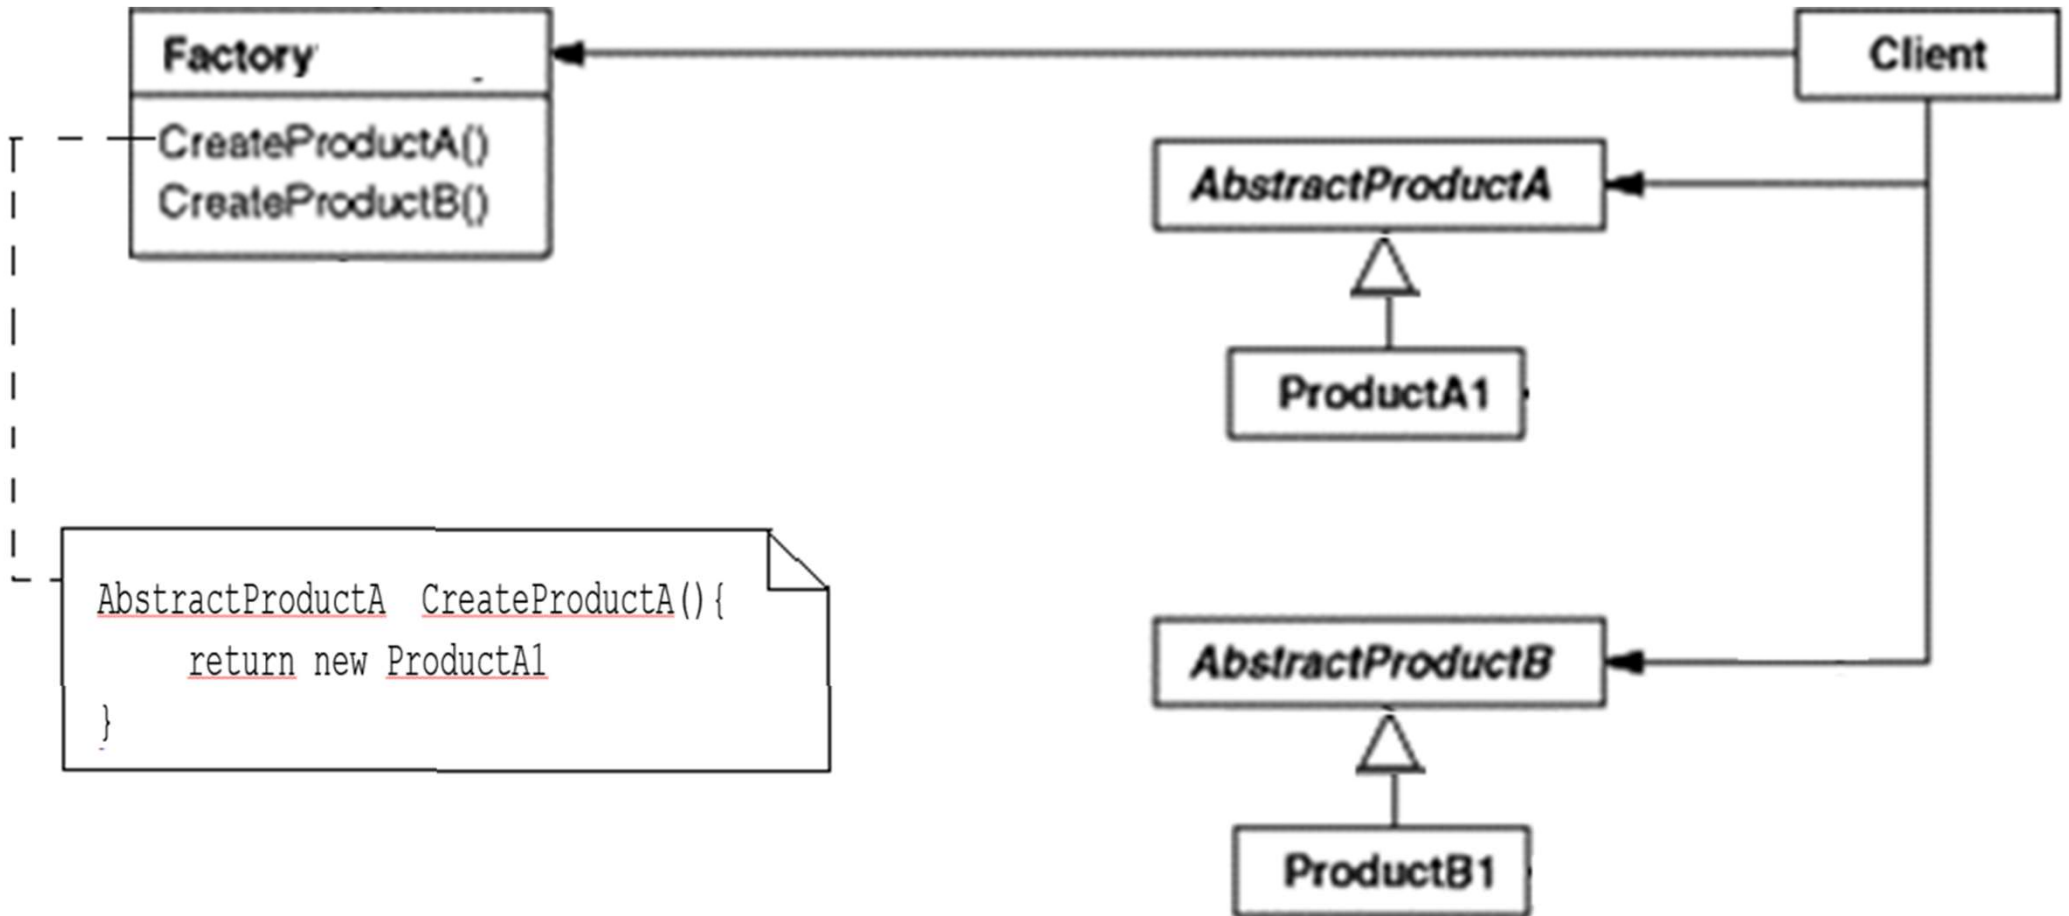 Factory
Client
CreateProductA()
CreateProductB()
AbstractProductA
ProductA1
AbstractProductA CreateProductA(){
return new ProductA1
}
AbstractProductB
ProductB1